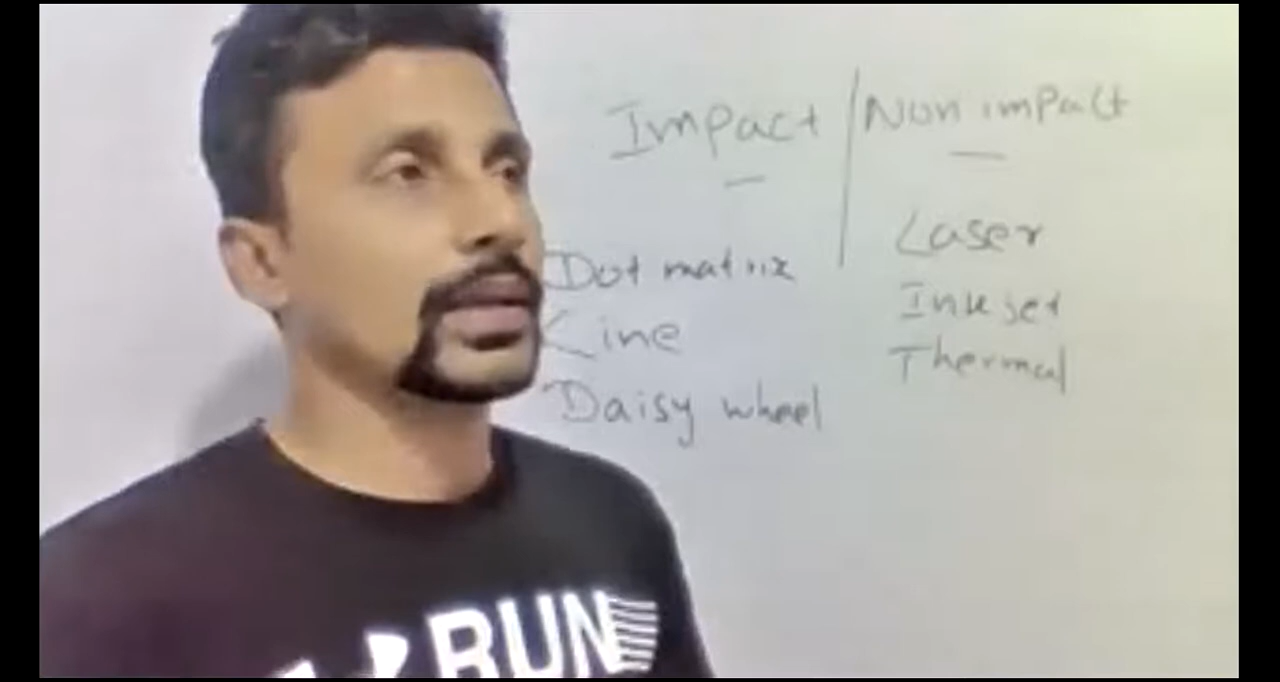 Impact / Non impact
Dot matrix
Line
Daisy wheel
Laser
Inkjet
Thermal
RUN